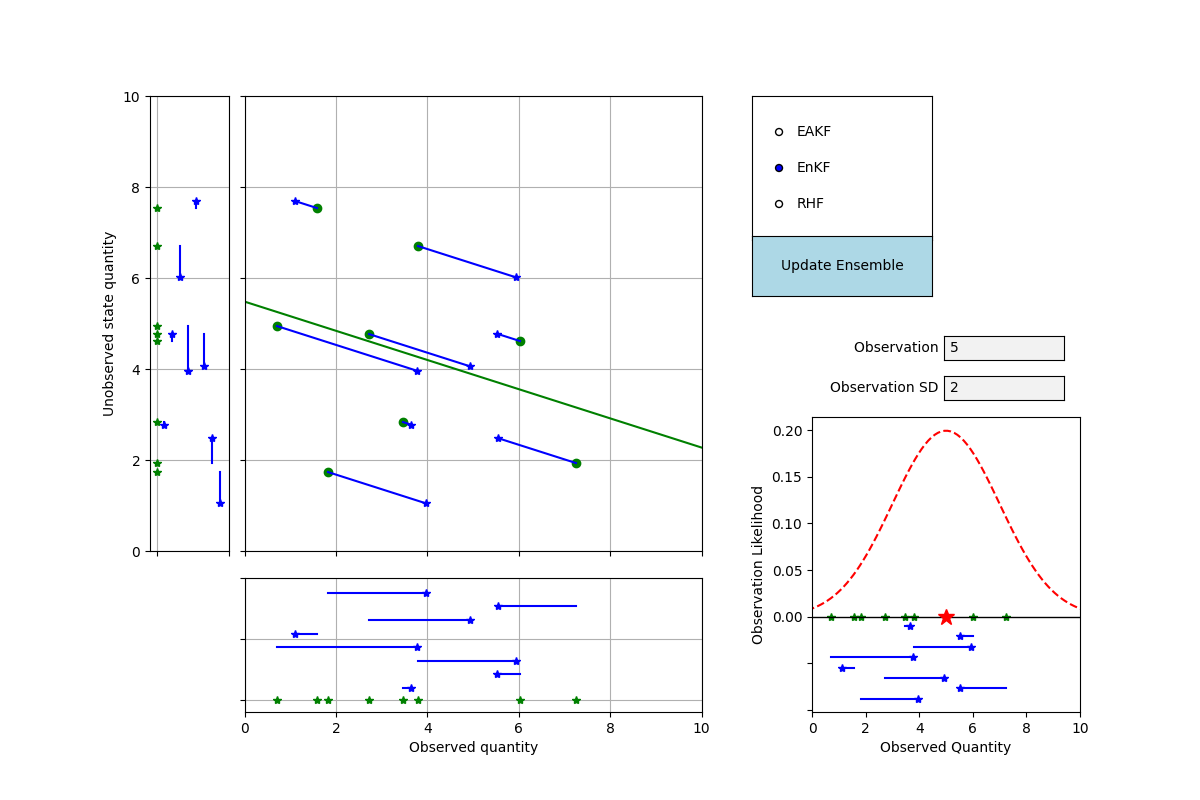 10
8
6
4
2
0
Unobserved state quantity
0 2 4 6 8 10
Observed quantity
EAKF
EnKF
RHF
Update Ensemble
Observation 5
Observation SD 2
0.20
0.15
0.10
0.05
0.00
Observation Likelihood
0 2 4 6 8 10
Observed Quantity